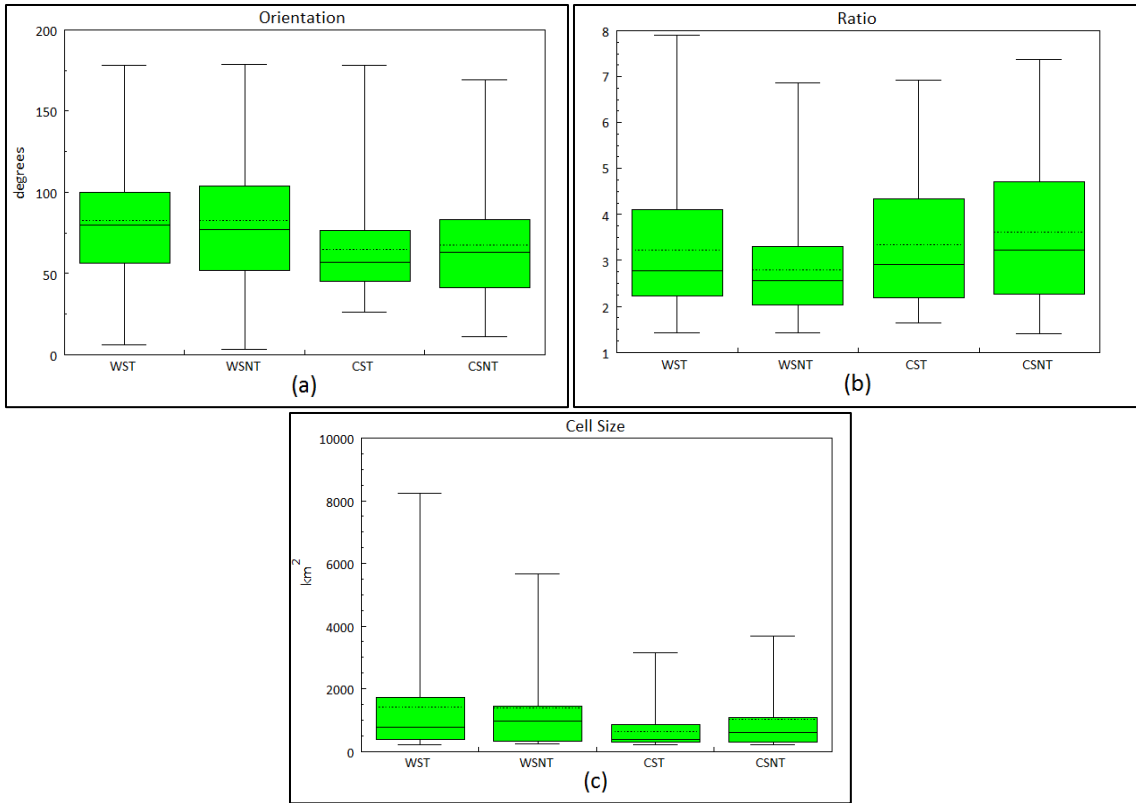 Orientation
200
150
100
50
0
degrees
WST WSNT CST CSNT
(a)
Ratio
8
7
6
5
4
3
2
1
WST WSNT CST CSNT
(b)
Cell Size
10000
8000
6000
4000
2000
0
km²
WST WSNT CST CSNT
(c)